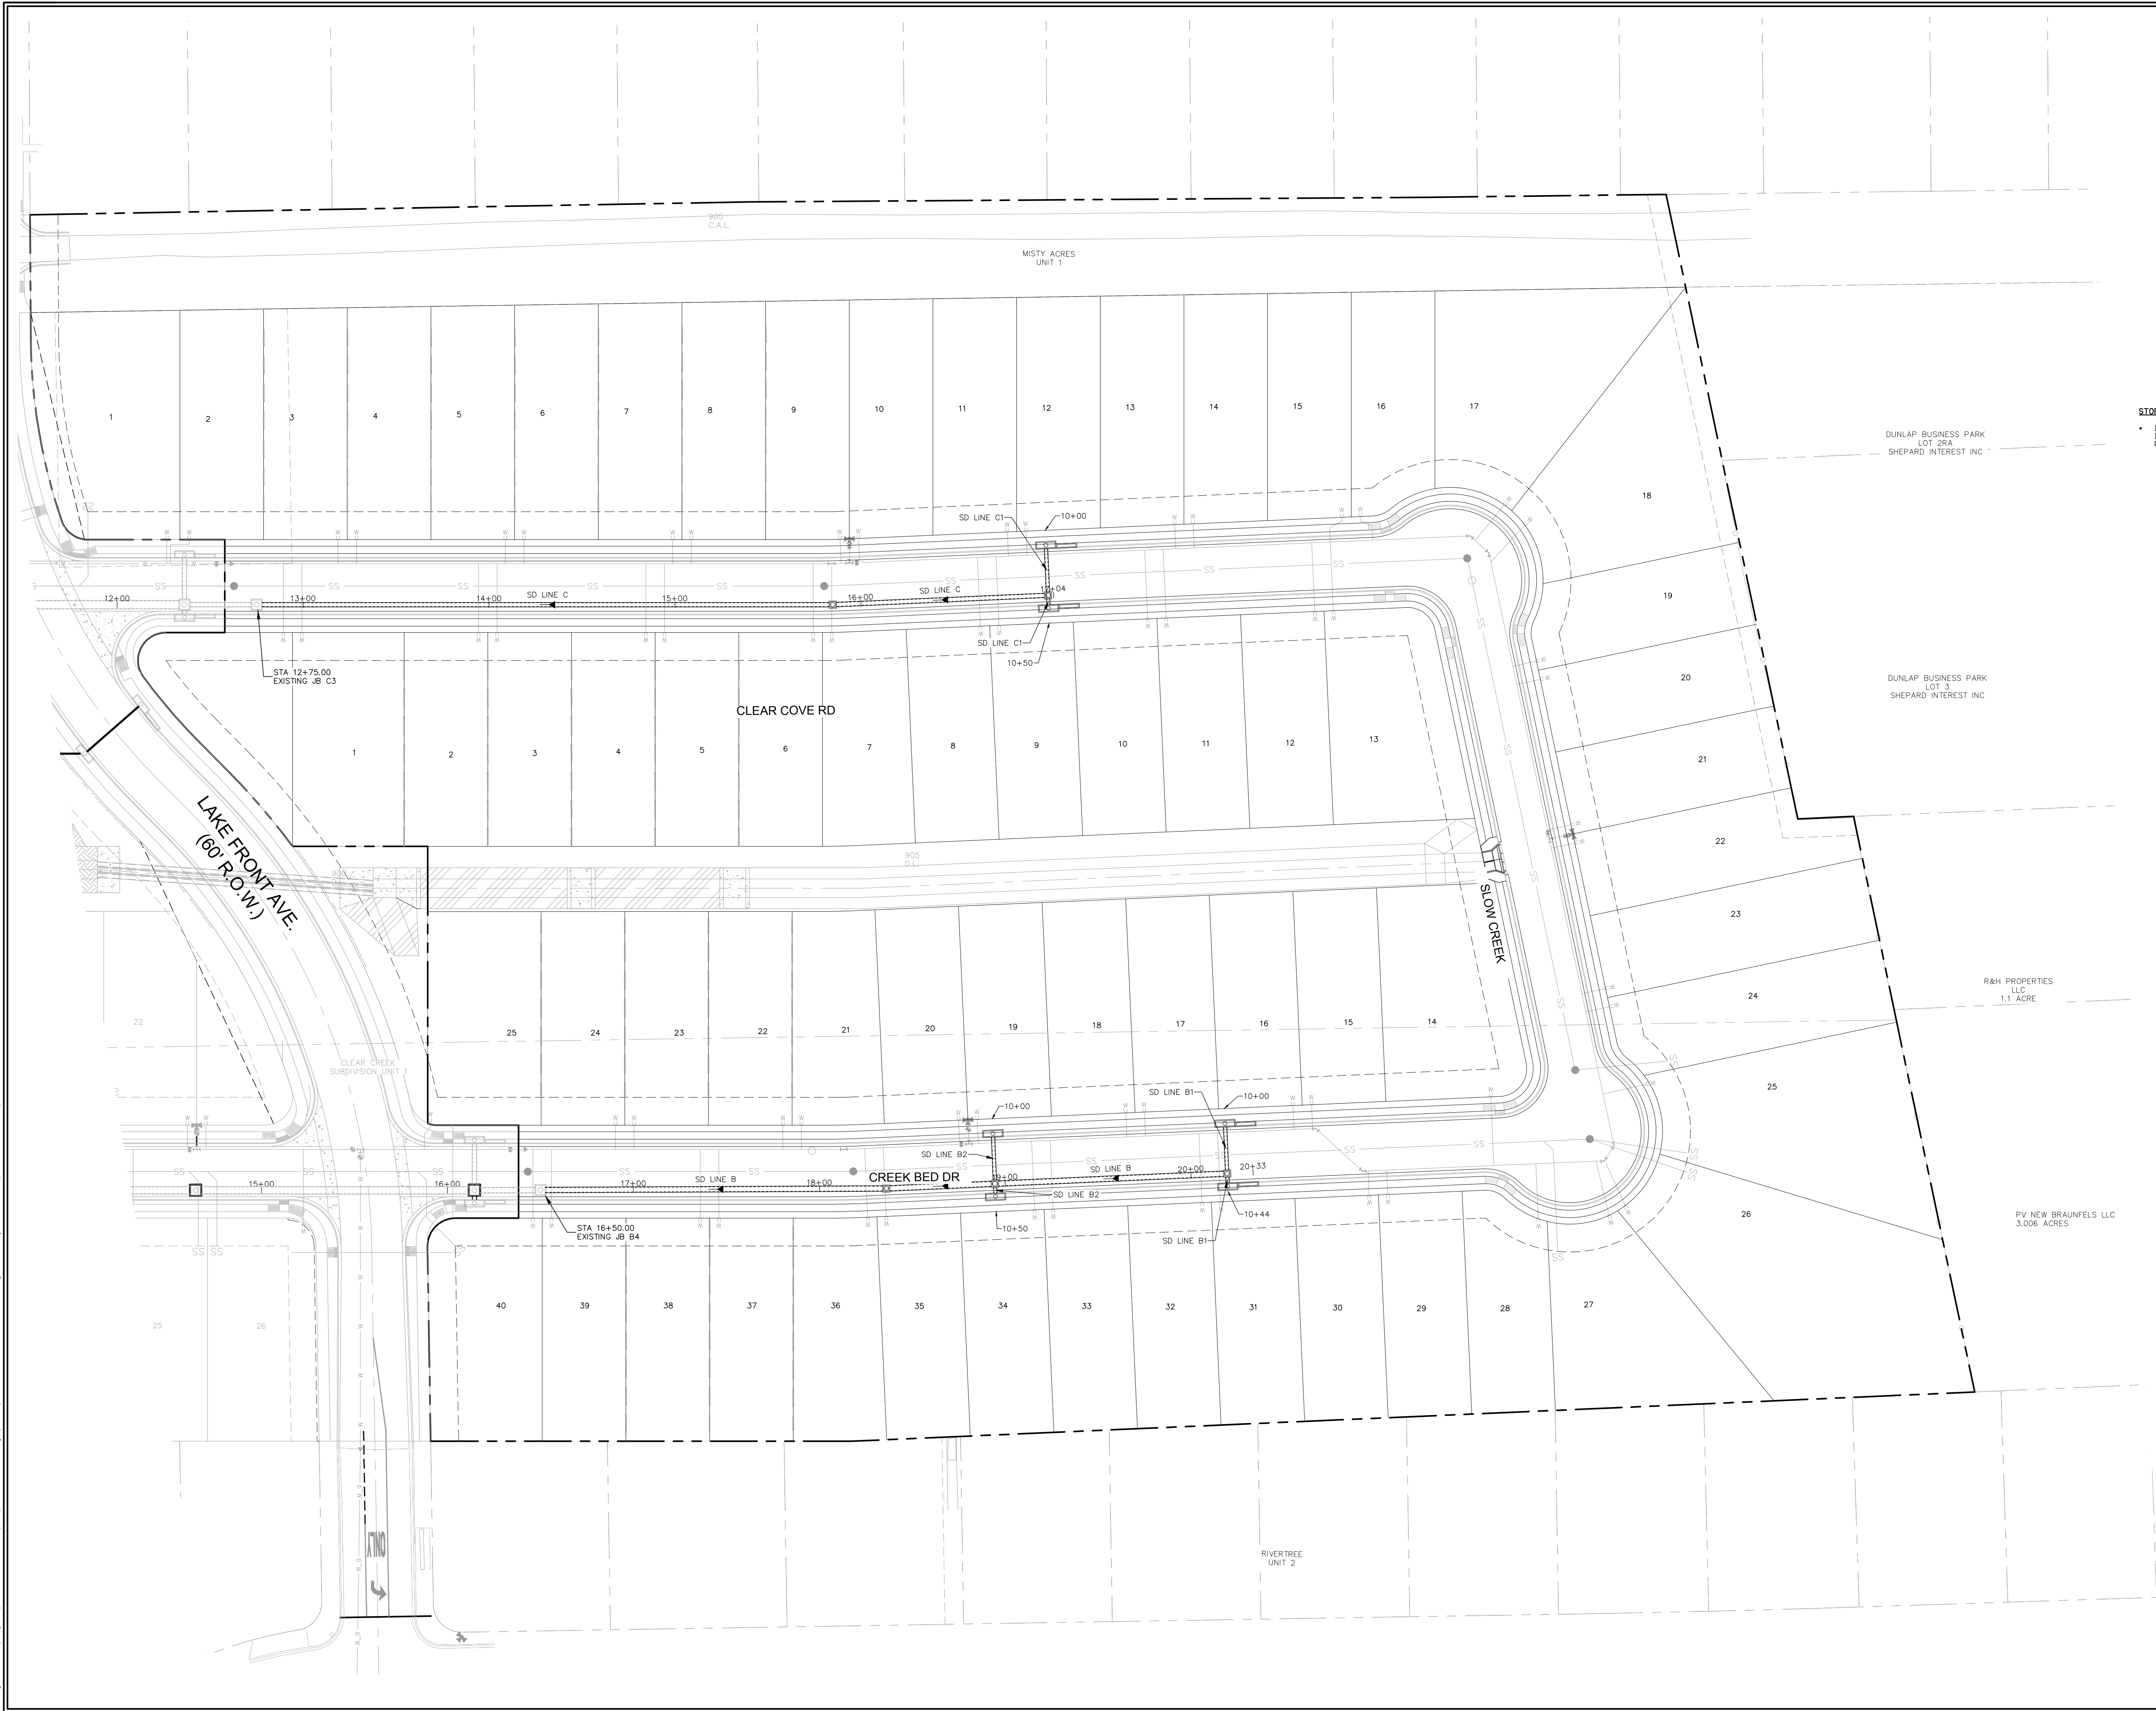 905
C.A.L.
MISTY ACRES
UNIT 1
1 2 3 4 5 6 7 8 9 10 11 12 13 14 15 16 17
DUNLAP BUSINESS PARK
LOT 2RA
SHEPARD INTEREST INC
18
SD LINE C1
10+00
SS SS SS SS SS SS SS SS SS
12+00 13+00 14+00 15+00 16+00
SD LINE C
SD LINE C
19
SD LINE C1
10+50
STA 12+75.00
EXISTING JB C3
20
DUNLAP BUSINESS PARK
LOT 3
SHEPARD INTEREST INC
CLEAR COVE RD
1 2 3 4 5 6 7 8 9 10 11 12 13
21
LAKE FRONT AVE.
(60' R.O.W.)
22
905
D.L.
SLOW CREEK
23
R&H PROPERTIES
LLC
1.1 ACRE
24
22
25 24 23 22 21 20 19 18 17 16 15 14
CLEAR CREEK
SUBDIVISION UNIT 1
25
SD LINE B1
10+00
10+00
SD LINE B2
SD LINE B
20+00
20+33
CREEK BED DR
SD LINE B
15+00 16+00 17+00 18+00 19+00
SD LINE B2
10+44
10+50
SD LINE B1
STA 16+50.00
EXISTING JB B4
26
PV NEW BRAUNFELS LLC
3.006 ACRES
25 26
40 39 38 37 36 35 34 33 32 31 30 29 28 27
ONLY
RIVERTREE
UNIT 2